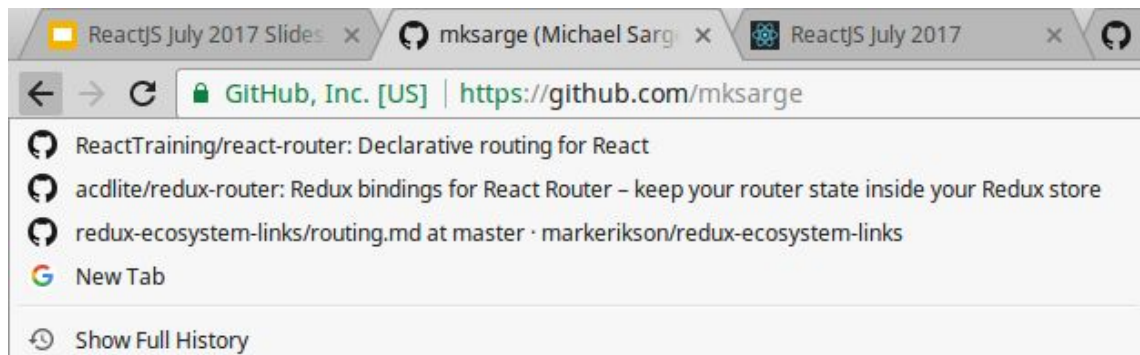 ReactJS July 2017 Slides mksarge (Michael Sarg ReactJS July 2017
GitHub, Inc. [US] https://github.com/mksarge
ReactTraining/react-router: Declarative routing for React
acdlite/redux-router: Redux bindings for React Router – keep your router state inside your Redux store
redux-ecosystem-links/routing.md at master · markerikson/redux-ecosystem-links
New Tab
Show Full History